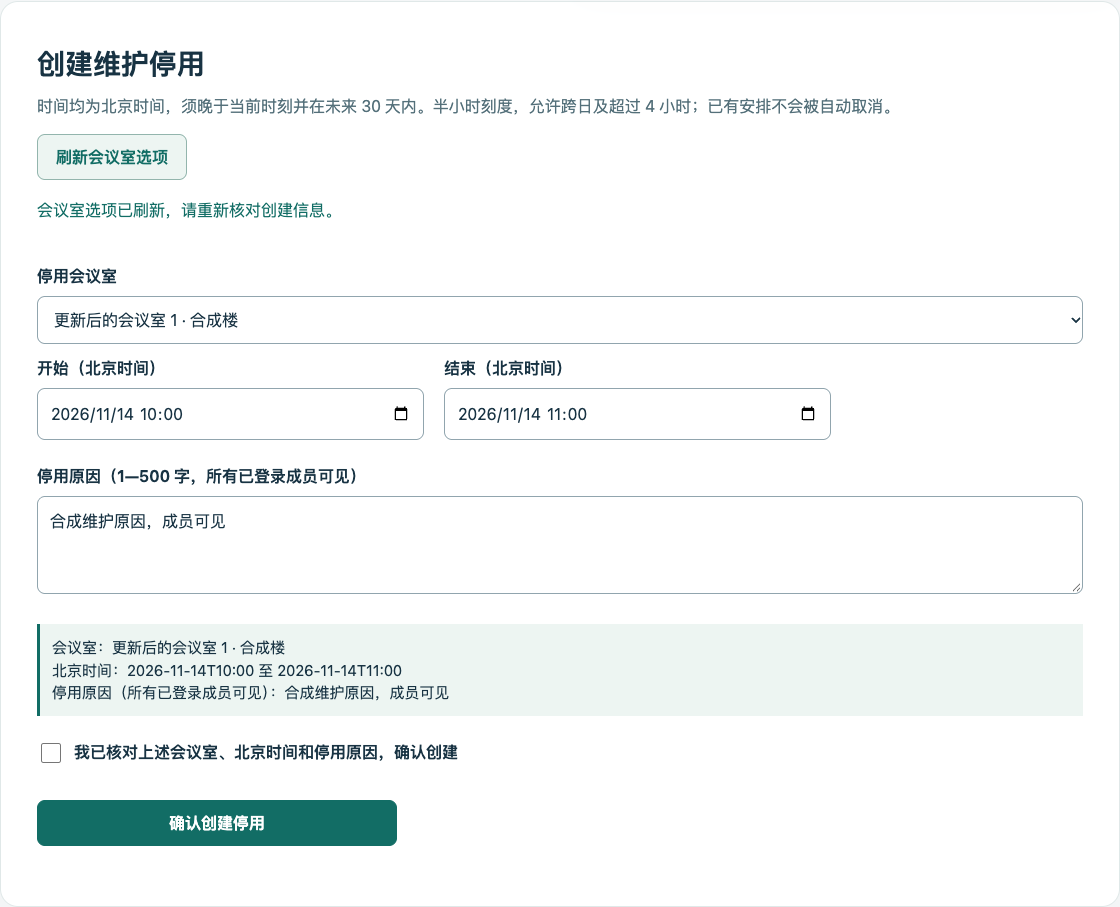 创建维护停用
时间均为北京时间，须晚于当前时刻并在未来 30 天内。半小时刻度，允许跨日及超过 4 小时；已有安排不会被自动取消。
刷新会议室选项
会议室选项已刷新，请重新核对创建信息。
停用会议室
更新后的会议室 1 · 合成楼
开始（北京时间）
结束（北京时间）
2026/11/14 10:00
2026/11/14 11:00
停用原因（1—500 字，所有已登录成员可见）
合成维护原因，成员可见
会议室：更新后的会议室 1 · 合成楼
北京时间：2026-11-14T10:00 至 2026-11-14T11:00
停用原因（所有已登录成员可见）：合成维护原因，成员可见
我已核对上述会议室、北京时间和停用原因，确认创建
确认创建停用